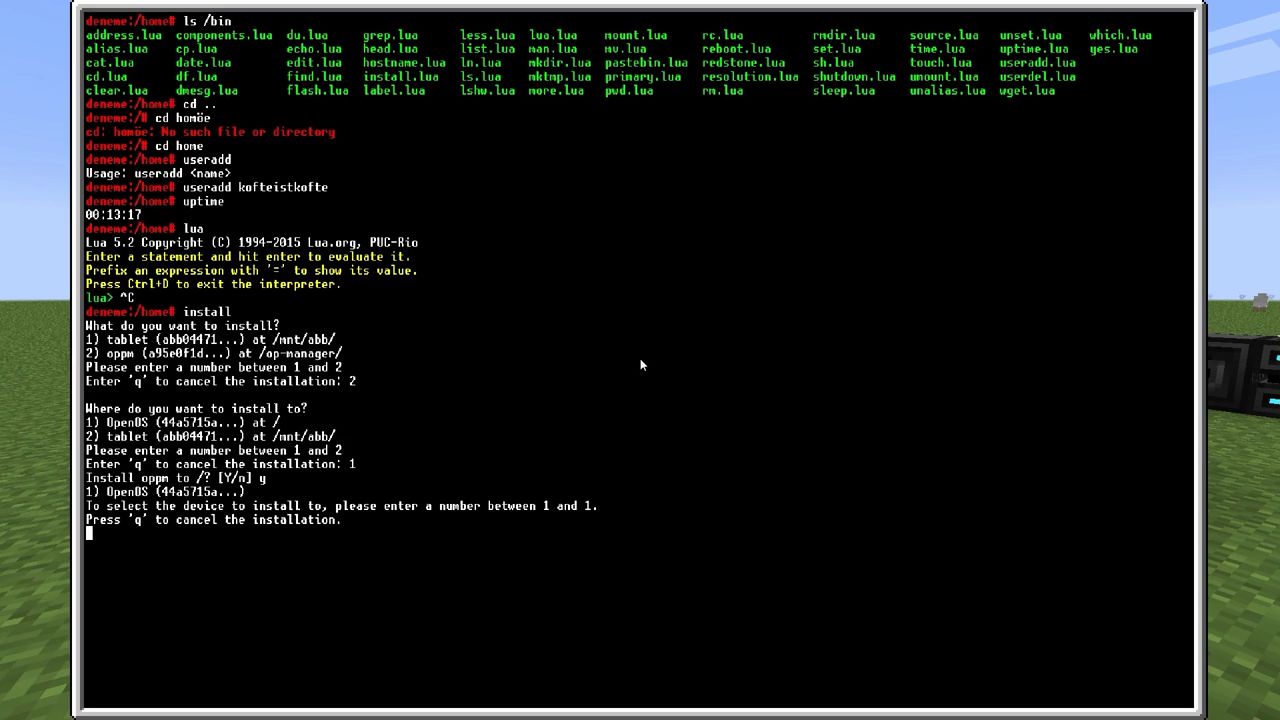 deneme:/home# ls /bin
address.lua components.lua du.lua grep.lua less.lua lua.lua mount.lua rc.lua rmdir.lua source.lua unset.lua which.lua
alias.lua cp.lua echo.lua head.lua list.lua man.lua mv.lua reboot.lua set.lua time.lua uptime.lua yes.lua
cat.lua date.lua edit.lua hostname.lua ln.lua mkdir.lua pastebin.lua redstone.lua sh.lua touch.lua useradd.lua
cd.lua df.lua find.lua install.lua ls.lua mktmp.lua primary.lua resolution.lua shutdown.lua umount.lua userdel.lua
clear.lua dmesg.lua flash.lua label.lua lshw.lua more.lua pwd.lua rm.lua sleep.lua unalias.lua wget.lua
deneme:/home# cd ..
deneme:/# cd homöe
cd: homöe: No such file or directory
deneme:/# cd home
deneme:/home# useradd
Usage: useradd <name>
deneme:/home# useradd kofteistkofte
deneme:/home# uptime
00:13:17
deneme:/home# lua
Lua 5.2 Copyright (C) 1994-2015 Lua.org, PUC-Rio
Enter a statement and hit enter to evaluate it.
Prefix an expression with '=' to show its value.
Press Ctrl+D to exit the interpreter.
lua> ^C
deneme:/home# install
What do you want to install?
1) tablet (abb04471...) at /mnt/abb/
2) oppm (a95e0f1d...) at /op-manager/
Please enter a number between 1 and 2
Enter 'q' to cancel the installation: 2
Where do you want to install to?
1) OpenOS (44a5715a...) at /
2) tablet (abb04471...) at /mnt/abb/
Please enter a number between 1 and 2
Enter 'q' to cancel the installation: 1
Install oppm to /? [Y/n] y
1) OpenOS (44a5715a...)
To select the device to install to, please enter a number between 1 and 1.
Press 'q' to cancel the installation.